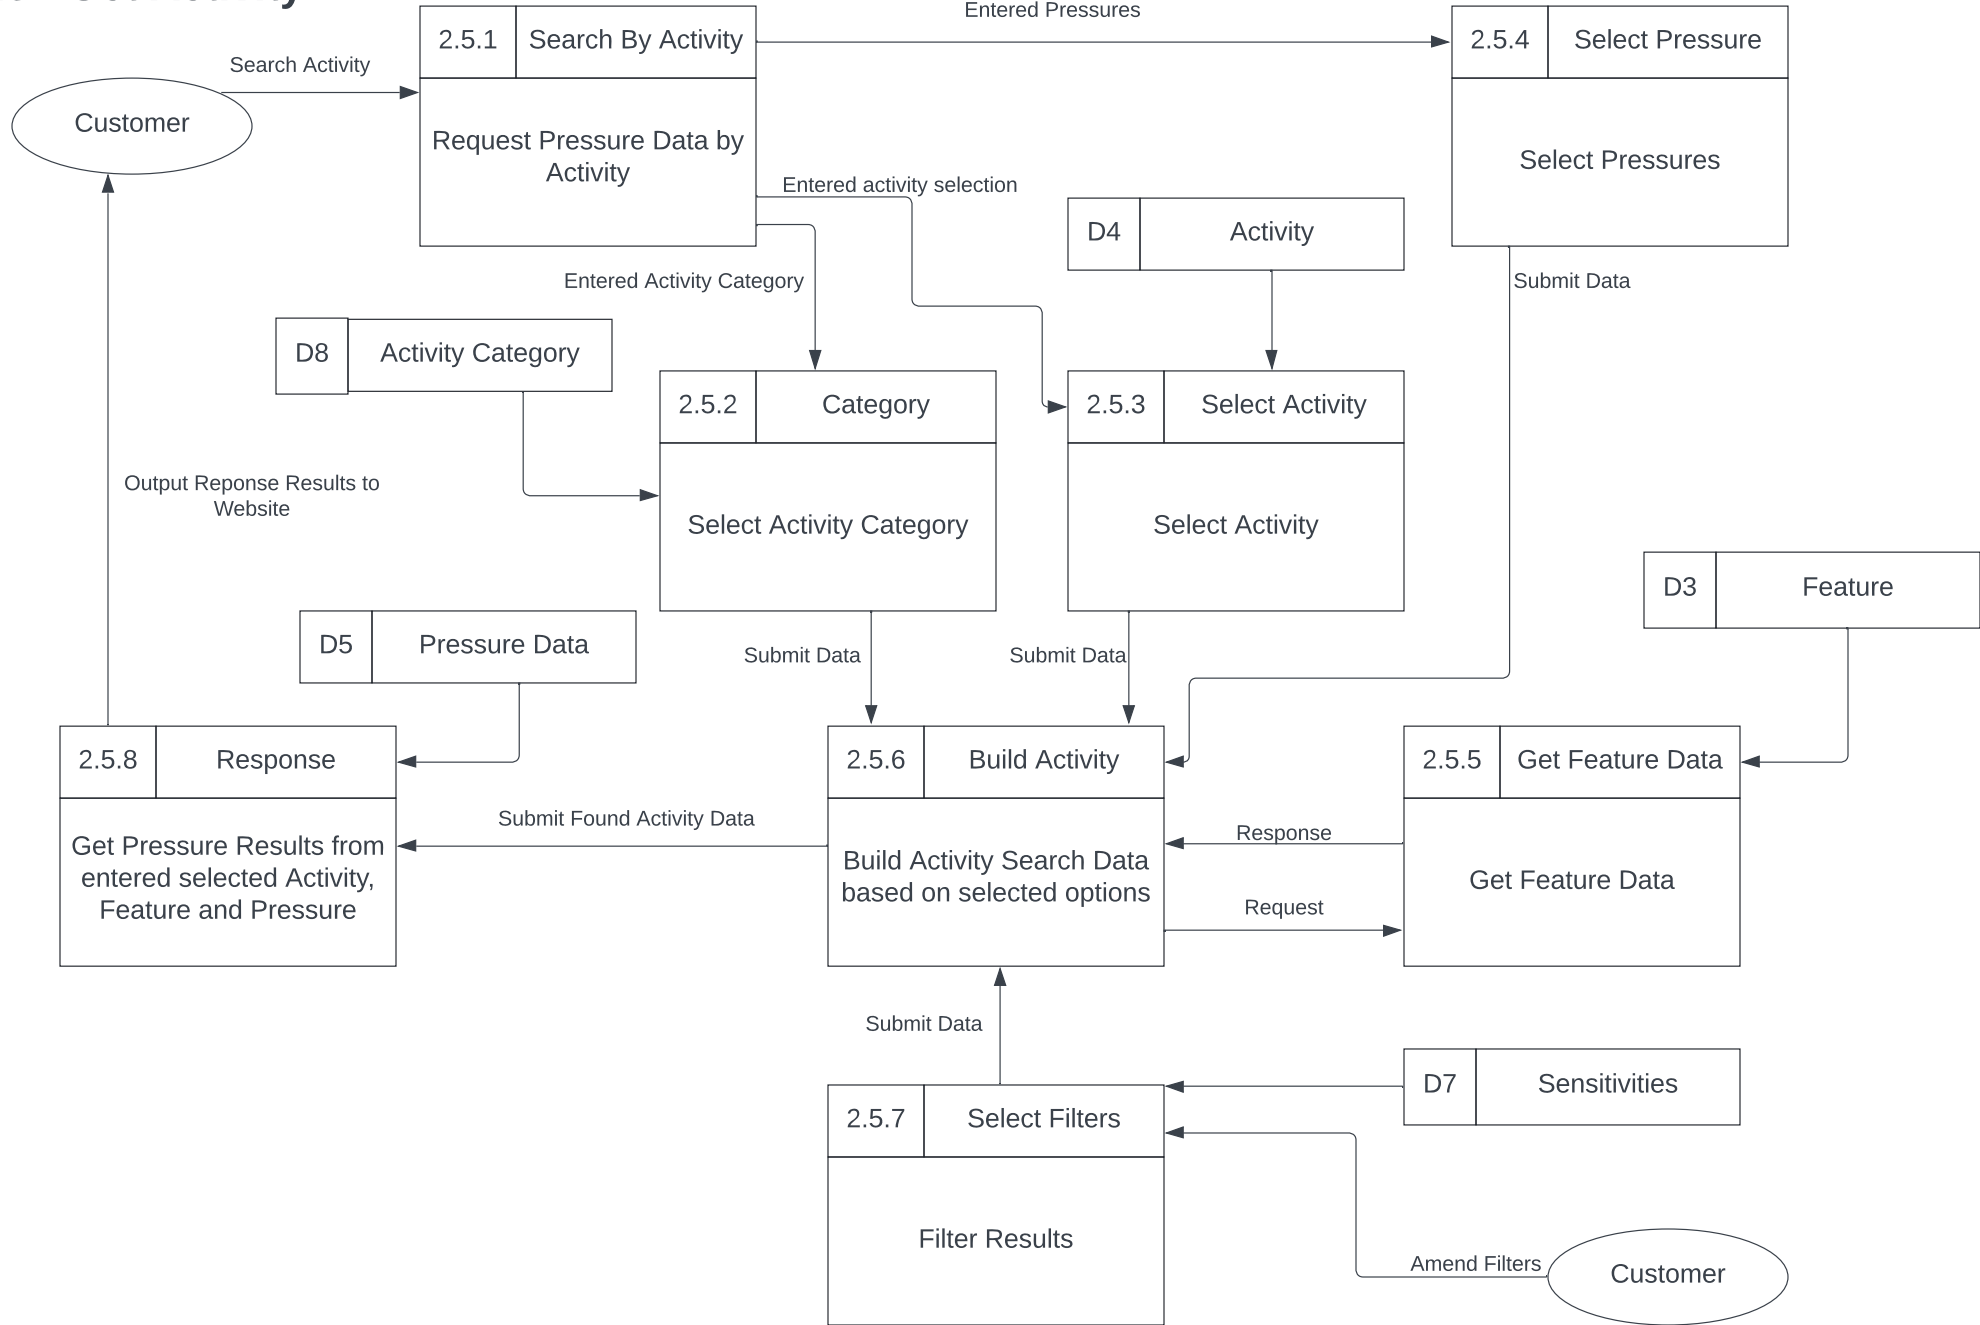 Entered Pressures
2.5.1
Search By Activity
2.5.4
Select Pressure
Search Activity
Customer
Request Pressure Data by
Activity
Select Pressures
Entered activity selection
D4
Activity
Entered Activity Category
Submit Data
D8
Activity Category
2.5.2
Category
2.5.3
Select Activity
Output Reponse Results to
Website
Select Activity Category
Select Activity
D3
Feature
D5
Pressure Data
Submit Data
Submit Data
2.5.8
Response
2.5.6
Build Activity
2.5.5
Get Feature Data
Submit Found Activity Data
Response
Get Pressure Results from
entered selected Activity,
Feature and Pressure
Build Activity Search Data
based on selected options
Get Feature Data
Request
Submit Data
D7
Sensitivities
2.5.7
Select Filters
Filter Results
Amend Filters
Customer